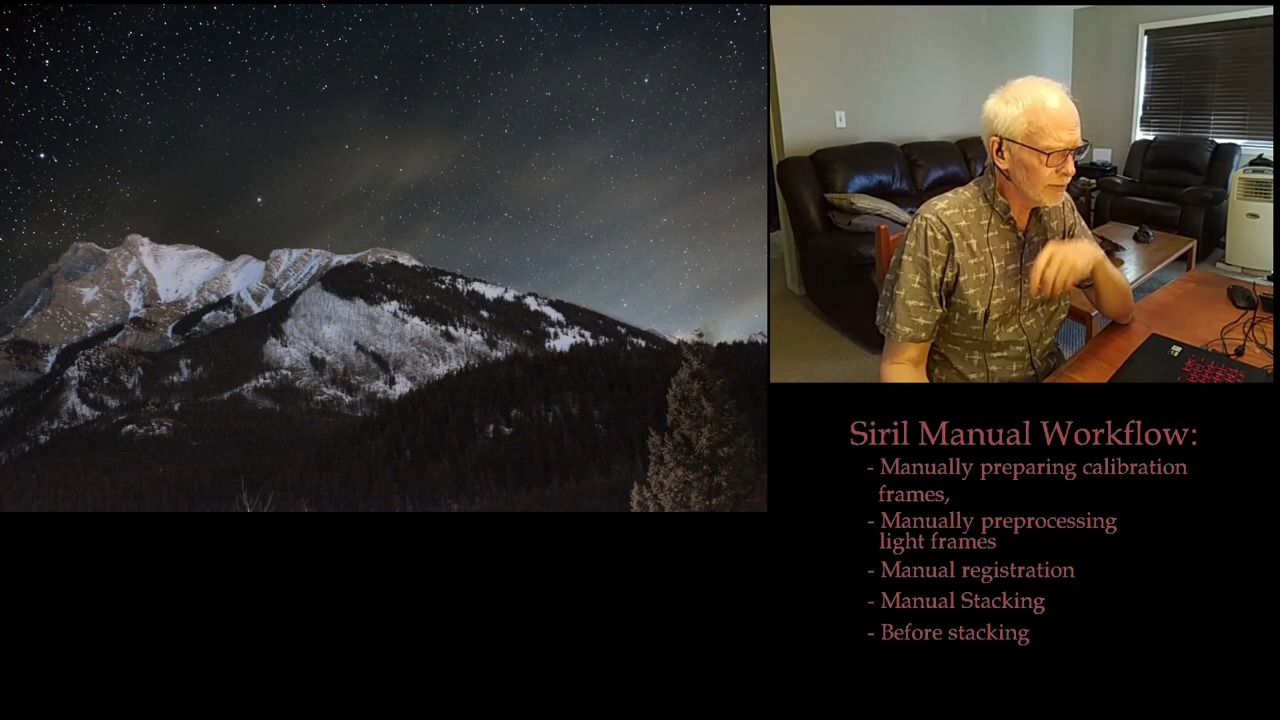 Siril Manual Workflow:
- Manually preparing calibration
frames,
- Manually preprocessing
light frames
- Manual registration
- Manual Stacking
- Before stacking